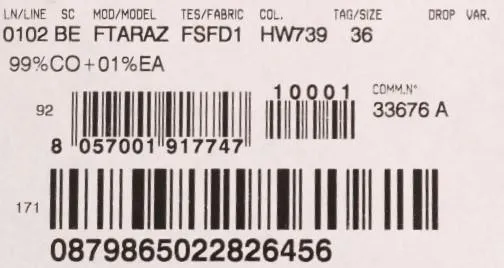 LN/LINE SC MOD/MODEL TES/FABRIC COL. TAG/SIZE DROP VAR.
0102 BE FTARAZ FSFD1 HW739 36
99%CO+01%EA
10001 COMM.N°
92 33676 A
8 057001 917747
171
0879865022826456